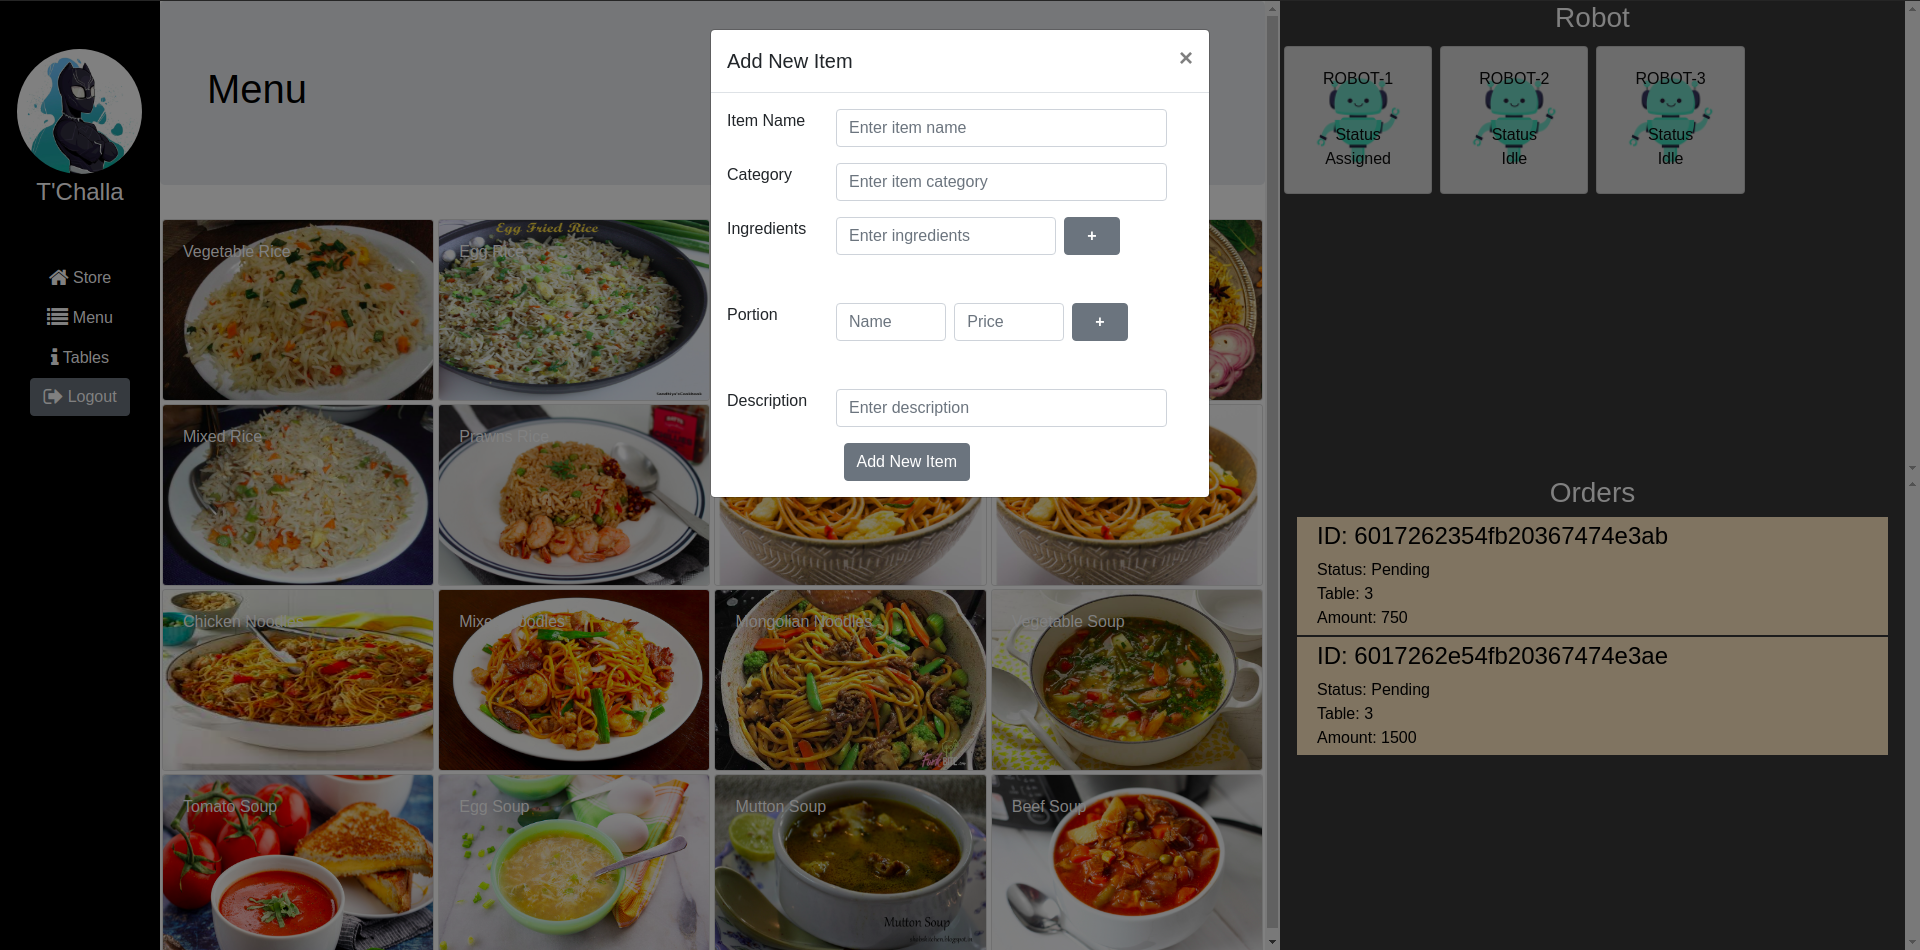 T'Challa
Store
Menu
Tables
Logout
Menu
Vegetable Rice
Egg Fried Rice
Egg Rice
Mixed Rice
Prawns Rice
Chicken Noodles
Mixed Noodles
Mongolian Noodles
Vegetable Soup
Tomato Soup
Egg Soup
Mutton Soup
Mutton Soup
Beef Soup
Add New Item
×
Item Name
Enter item name
Category
Enter item category
Ingredients
Enter ingredients
+
Portion
Name
Price
+
Description
Enter description
Add New Item
Robot
ROBOT-1
Status
Assigned
ROBOT-2
Status
Idle
ROBOT-3
Status
Idle
Orders
ID: 6017262354fb20367474e3ab
Status: Pending
Table: 3
Amount: 750
ID: 6017262e54fb20367474e3ae
Status: Pending
Table: 3
Amount: 1500